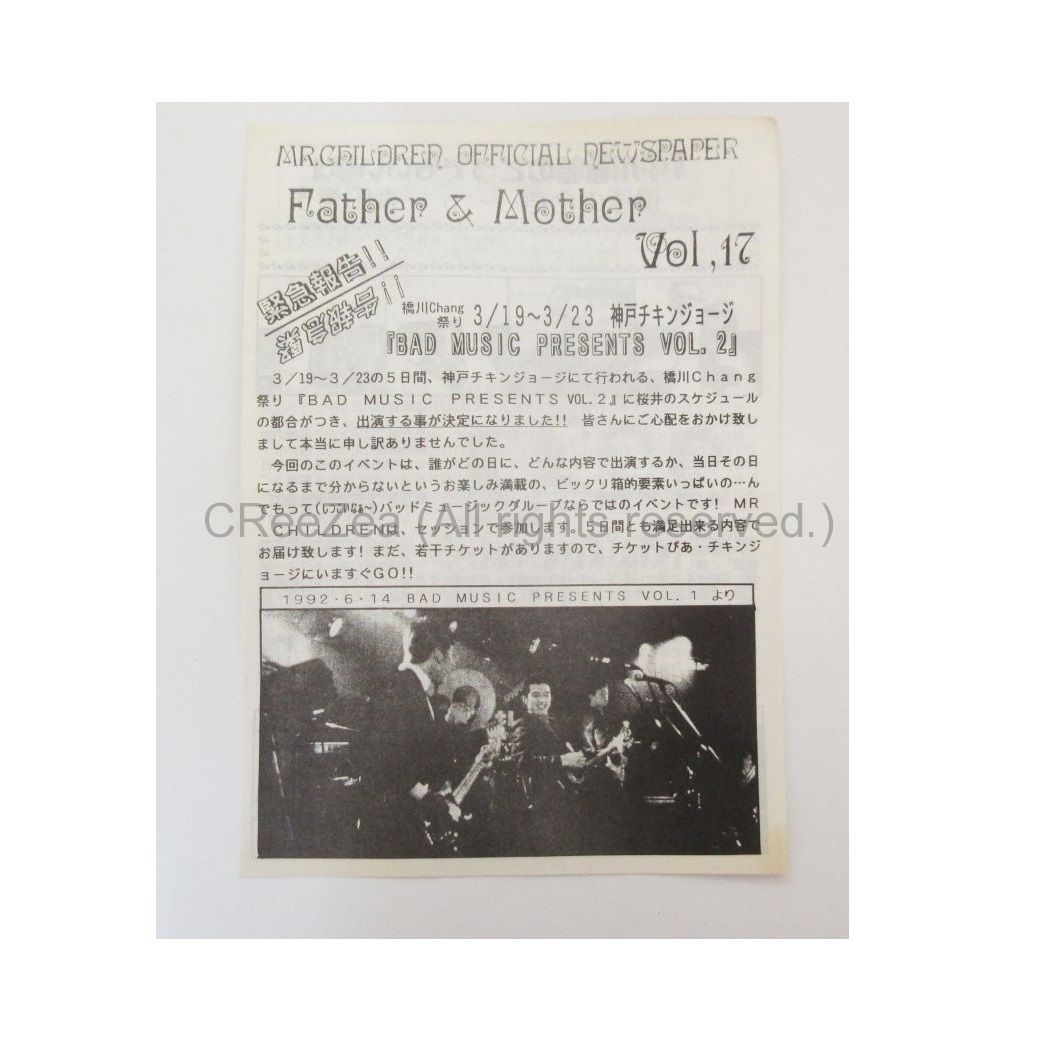 MR.CHILDREN OFFICIAL NEWSPAPER
Father & Mother
Vol,17
緊急報告!!
緊急報告!!
橋川Chang
祭り 3/19~3/23 神戸チキンジョージ
『BAD MUSIC PRESENTS VOL.2』
3/19~3/23の5日間、神戸チキンジョージにて行われる、橋川Chang
祭り『BAD MUSIC PRESENTS VOL.2』に桜井のスケジュール
の都合がつき、出演する事が決定になりました!! 皆さんにご心配をおかけ致し
まして本当に申し訳ありませんでした。
今回のこのイベントは、誰がどの日に、どんな内容で出演するか、当日その日
になるまで分からないというお楽しみ満載の、ビックリ箱的要素いっぱいの…ん
でもって(いつこいなぁ~)バッドミュージックグループならではのイベントです! MR
CHILDRENは、セッションで参加します。5日間とも満足出来る内容で
お届け致します! まだ、若干チケットがありますので、チケットぴあ・チキンジ
ョージにいますぐGO!!
1992・6・14 BAD MUSIC PRESENTS VOL.1 より
CReeZea (All rights reserved.)